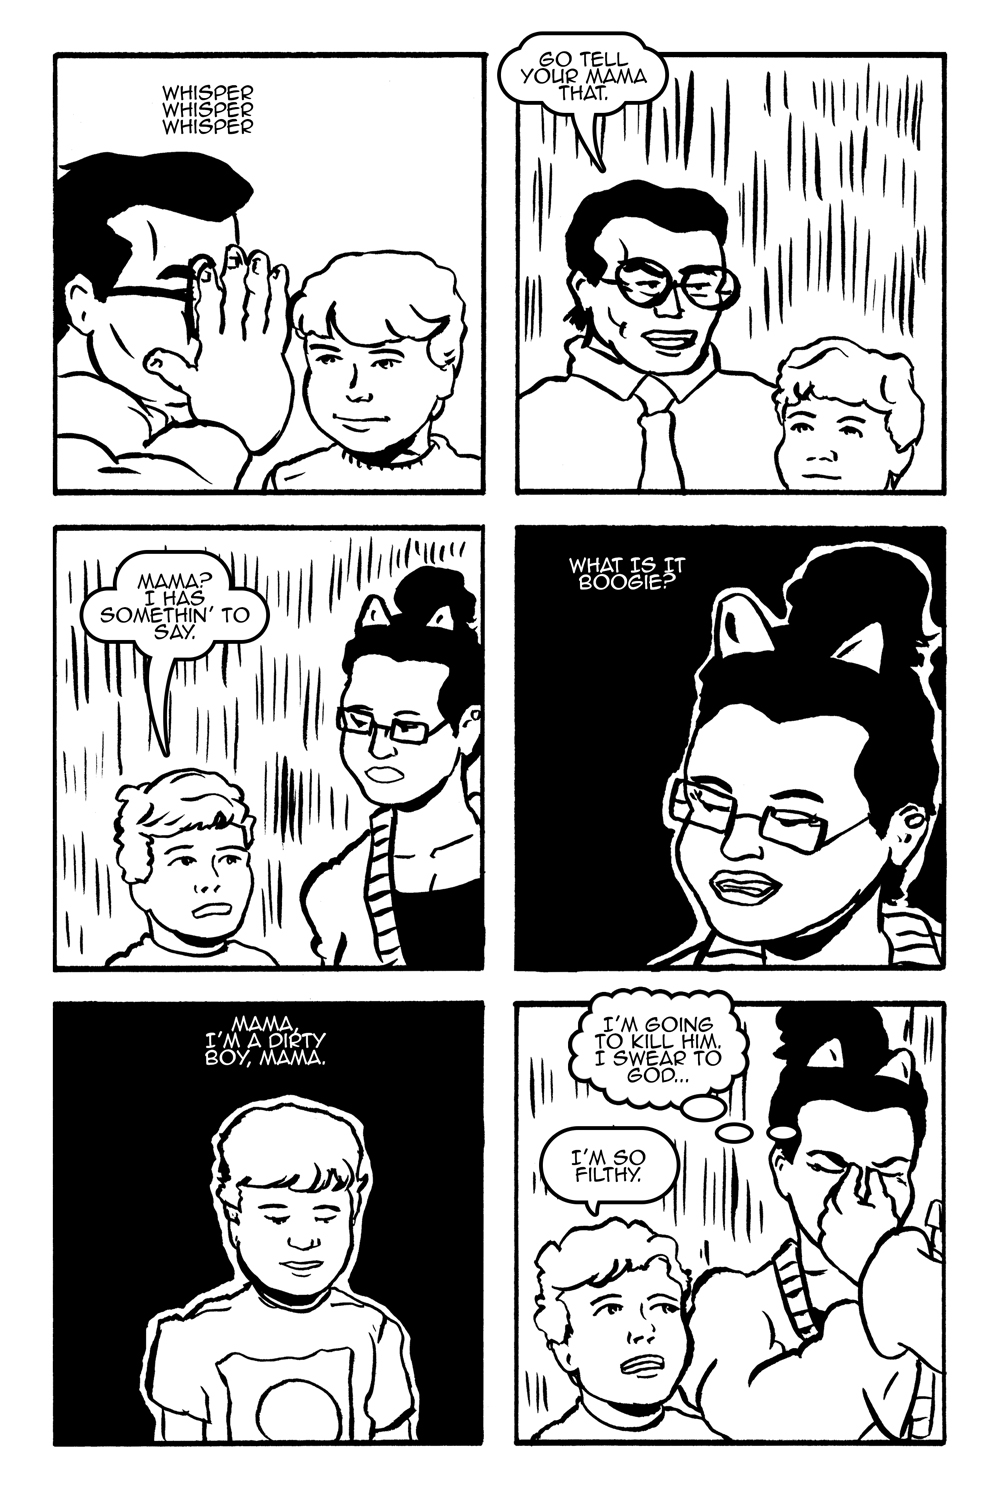 WHISPER
WHISPER
WHISPER
GO TELL
YOUR MAMA
THAT.
MAMA?
I HAS
SOMETHIN' TO
SAY.
WHAT IS IT
BOOGIE?
MAMA,
I'M A DIRTY
BOY, MAMA.
I'M GOING
TO KILL HIM.
I SWEAR TO
GOD...
I'M SO
FILTHY.